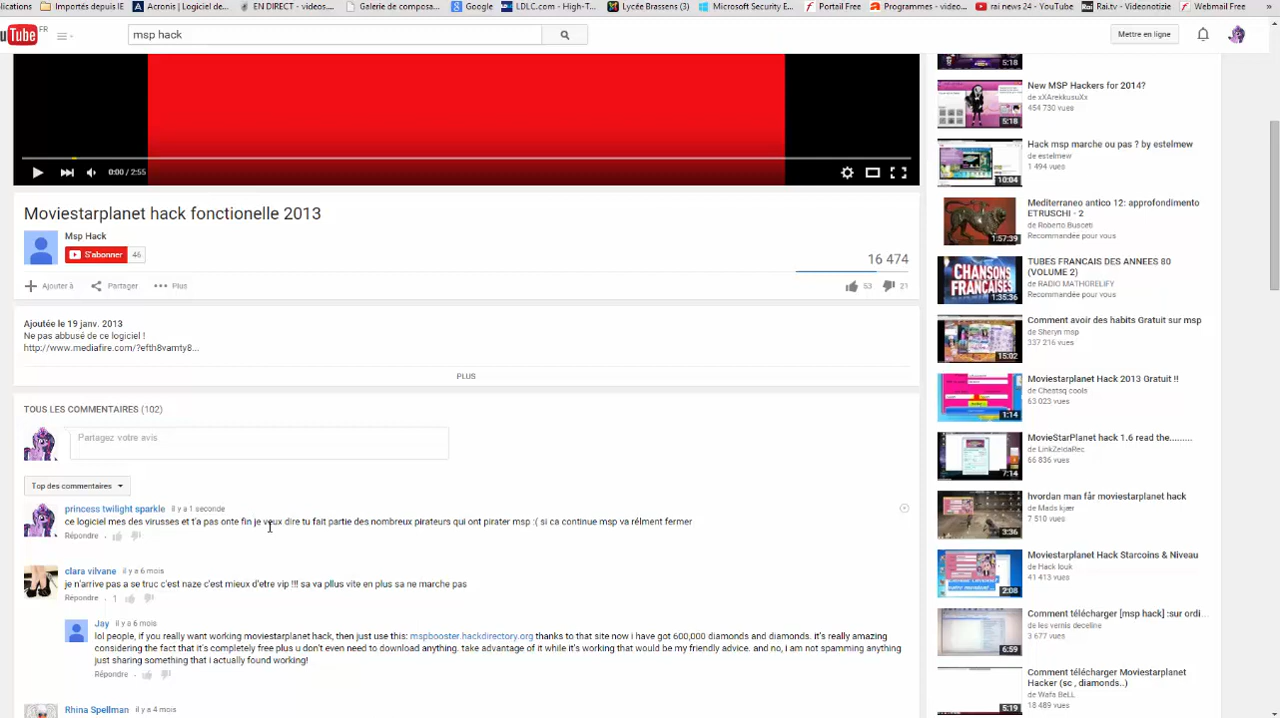 Apps
Acronis | Log in
EN DIRECT - videos...
Galerie de composa...
Google
LDLC.com - High-T...
Lycée Brassens (3)
Microsoft Security E...
Portal Free
Programmes - video...
rai news 24 - YouTube
Rai.tv - Videonotizie
Webmail Free
»
uTube
FR
msp hack
Mettre en ligne
0:00 / 2:55
Moviestarplanet hack fonctionelle 2013
Msp Hack
S'abonner
46
16 474
Ajouter à
Partager
Plus
53
21
Ajoutée le 19 janv. 2013
Ne pas abbusé de ce logiciel !
http://www.mediafire.com/?efth8vamty8...
PLUS
TOUS LES COMMENTAIRES (102)
Partagez votre avis
Top des commentaires
princess twilight sparkle il y a 1 seconde
ce logiciel mes des virusses et t'a pas onte fin je veux dire tu fait partie des nombreux pirateurs qui ont pirater msp :( si ca continue msp va rélment fermer
Répondre
clara vilvane il y a 6 mois
je n'arrive pas a se truc c'est naze c'est mieux d'etre vip !!! sa va pllus vite en plus sa ne marche pas
Répondre 1
Jay il y a 6 mois
lol people, if you really want working moviestarplanet hack, then just use this: mspbooster.hackdirectory.org thanks to that site now i have got 600,000 diamonds and diamonds. it's really amazing
considering the fact that it's completely free plus u don't even need to download anything. take advantage of it while it's working that would be my friendly advice. and no, i am not spamming anything
just sharing something that i actually found working!
Répondre
Rhina Spellman il y a 4 mois
5:18
New MSP Hackers for 2014?
de xXArekkusuXx
454 730 vues
5:18
Hack msp marche ou pas ? by estelmew
de estelmew
1 494 vues
10:04
Mediterraneo antico 12: approfondimento
ETRUSCHI - 2
de Roberto Busceti
Recommandée pour vous
1:57:39
TUBES FRANCAIS DES ANNEES 80
(VOLUME 2)
de RADIO MATHORELIFY
Recommandée pour vous
CHANSONS
FRANÇAISES
1:35:36
Comment avoir des habits Gratuit sur msp
de Sheryn msp
337 216 vues
15:02
Moviestarplanet Hack 2013 Gratuit !!
de Chestsq cools
63 023 vues
1:14
MovieStarPlanet hack 1.6 read the.........
de LinkZeldaRec
66 836 vues
7:14
hvordan man får moviestarplanet hack
de Mads kjær
7 510 vues
3:36
Moviestarplanet Hack Starcoins & Niveau
de Hack louk
41 413 vues
2:08
Comment télécharger [msp hack] :sur ordi...
de les vernis deceline
3 677 vues
6:59
Comment télécharger Moviestarplanet
Hacker (sc , diamonds..)
de Wafa BeLL
18 489 vues
5:19